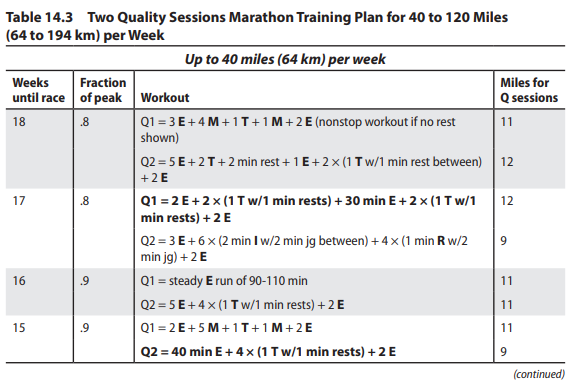 Table 14.3 Two Quality Sessions Marathon Training Plan for 40 to 120 Miles
(64 to 194 km) per Week
Up to 40 miles (64 km) per week
Weeks until race Fraction of peak Workout Miles for Q sessions
18 .8 Q1 = 3 E + 4 M + 1 T + 1 M + 2 E (nonstop workout if no rest 11
shown)
Q2 = 5 E + 2 T + 2 min rest + 1 E + 2 × (1 T w/1 min rest between) 12
+ 2 E
17 .8 Q1 = 2 E + 2 × (1 T w/1 min rests) + 30 min E + 2 × (1 T w/1 12
min rests) + 2 E
Q2 = 3 E + 6 × (2 min I w/2 min jg between) + 4 × (1 min R w/2 9
min jg) + 2 E
16 .9 Q1 = steady E run of 90-110 min 11
Q2 = 5 E + 4 × (1 T w/1 min rests) + 2 E 11
15 .9 Q1 = 2 E + 5 M + 1 T + 1 M + 2 E 11
Q2 = 40 min E + 4 × (1 T w/1 min rests) + 2 E 9
(continued)